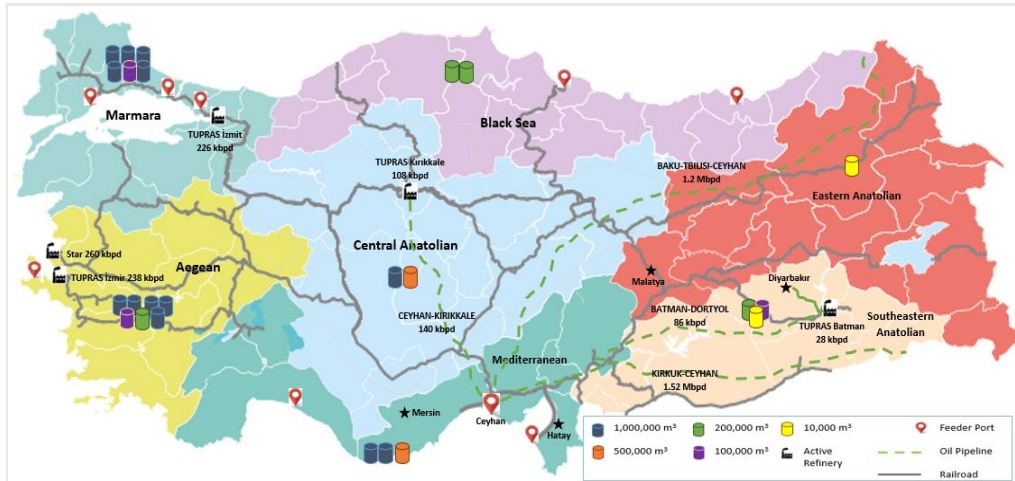 Marmara
TUPRAS İzmit
226 kbpd
Black Sea
TUPRAS Kırıkkale
108 kbpd
BAKU-TBILISI-CEYHAN
1.2 Mbpd
Eastern Anatolian
Star 260 kbpd
Aegean
TUPRAS İzmir 238 kbpd
Central Anatolian
CEYHAN-KIRIKKALE
140 kbpd
Malatya
Diyarbakır
BATMAN-DORTYOL
86 kbpd
TUPRAS Batman
28 kbpd
Southeastern
Anatolian
Mediterranean
KIRKUK-CEYHAN
1.52 Mbpd
Mersin
Ceyhan
Hatay
1,000,000 m³
200,000 m³
10,000 m³
Feeder Port
500,000 m³
100,000 m³
Active
Refinery
Oil Pipeline
Railroad